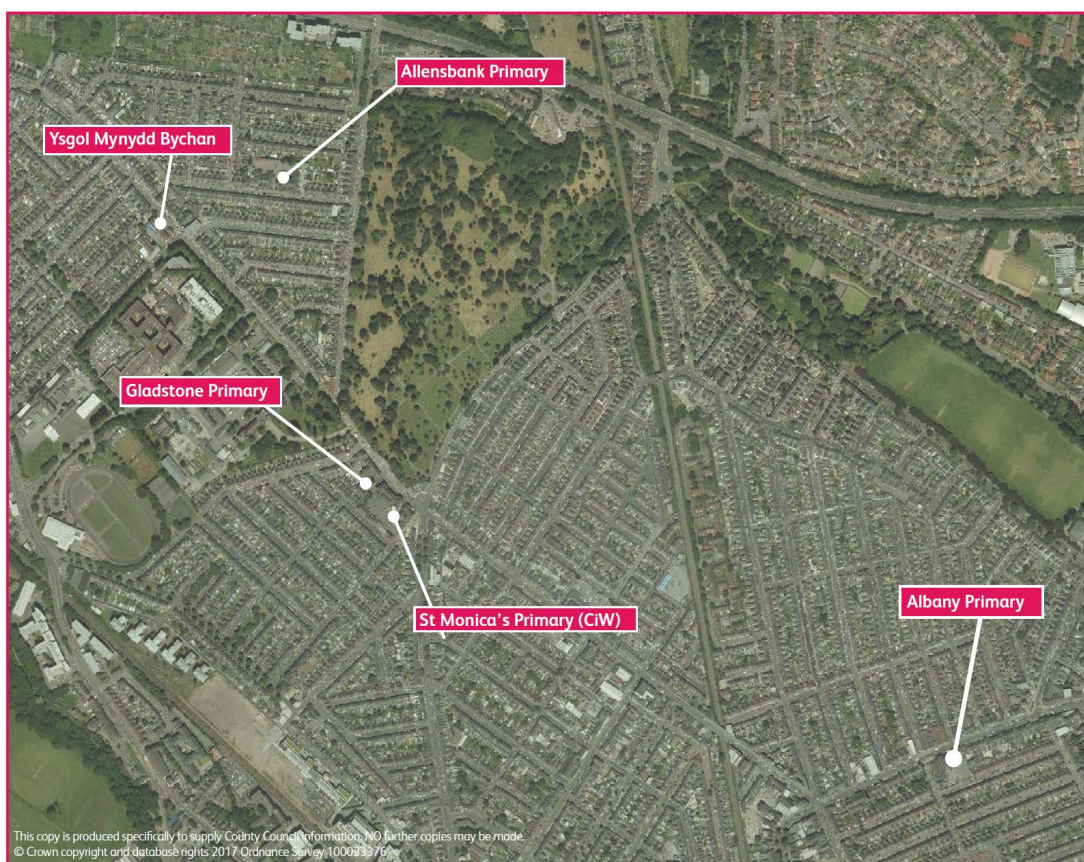 Allensbank Primary
Ysgol Mynydd Bychan
Gladstone Primary
St Monica's Primary (CiW)
Albany Primary
This copy is produced specifically to supply County Council information, NO further copies may be made.
© Crown copyright and database rights 2017 Ordnance Survey 100023376